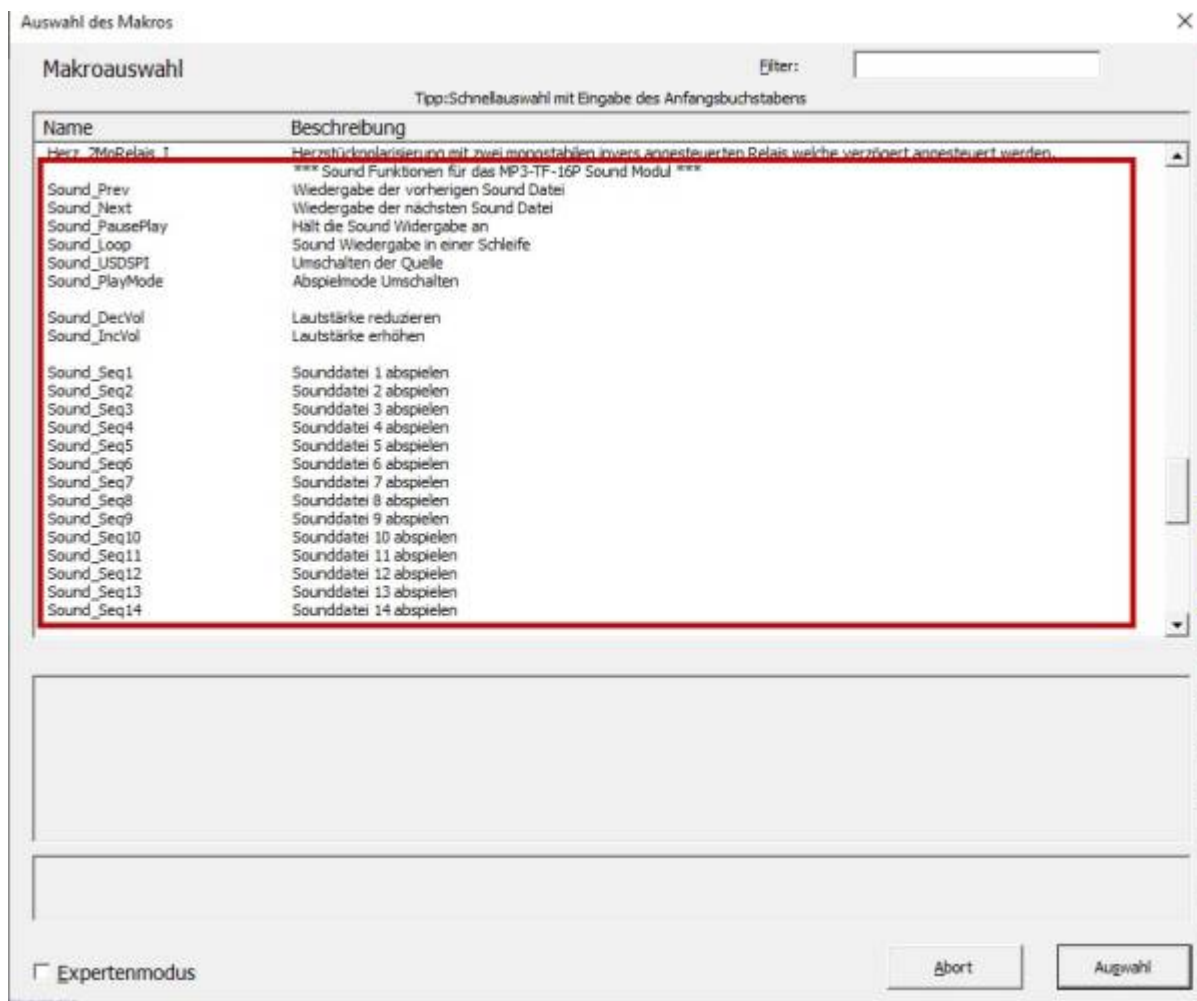 Auswahl des Makros
Makroauswahl Filter:
Tipp:Schnellauswahl mit Eingabe des Anfangsbuchstabens
Name Beschreibung
Herz_2MoRelais_I Herzstückpolarisierung mit zwei monostabilen invers angesteuerten Relais welche verzögert angesteuert werden.
*** Sound Funktionen für das MP3-TF-16P Sound Modul ***
Sound_Prev Wiedergabe der vorherigen Sound Datei
Sound_Next Wiedergabe der nächsten Sound Datei
Sound_PausePlay Hält die Sound Widergabe an
Sound_Loop Sound Wiedergabe in einer Schleife
Sound_USDSPI Umschalten der Quelle
Sound_PlayMode Abspielmode Umschalten
Sound_DecVol Lautstärke reduzieren
Sound_IncVol Lautstärke erhöhen
Sound_Seq1 Sounddatei 1 abspielen
Sound_Seq2 Sounddatei 2 abspielen
Sound_Seq3 Sounddatei 3 abspielen
Sound_Seq4 Sounddatei 4 abspielen
Sound_Seq5 Sounddatei 5 abspielen
Sound_Seq6 Sounddatei 6 abspielen
Sound_Seq7 Sounddatei 7 abspielen
Sound_Seq8 Sounddatei 8 abspielen
Sound_Seq9 Sounddatei 9 abspielen
Sound_Seq10 Sounddatei 10 abspielen
Sound_Seq11 Sounddatei 11 abspielen
Sound_Seq12 Sounddatei 12 abspielen
Sound_Seq13 Sounddatei 13 abspielen
Sound_Seq14 Sounddatei 14 abspielen
Expertenmodus Abort Auswahl